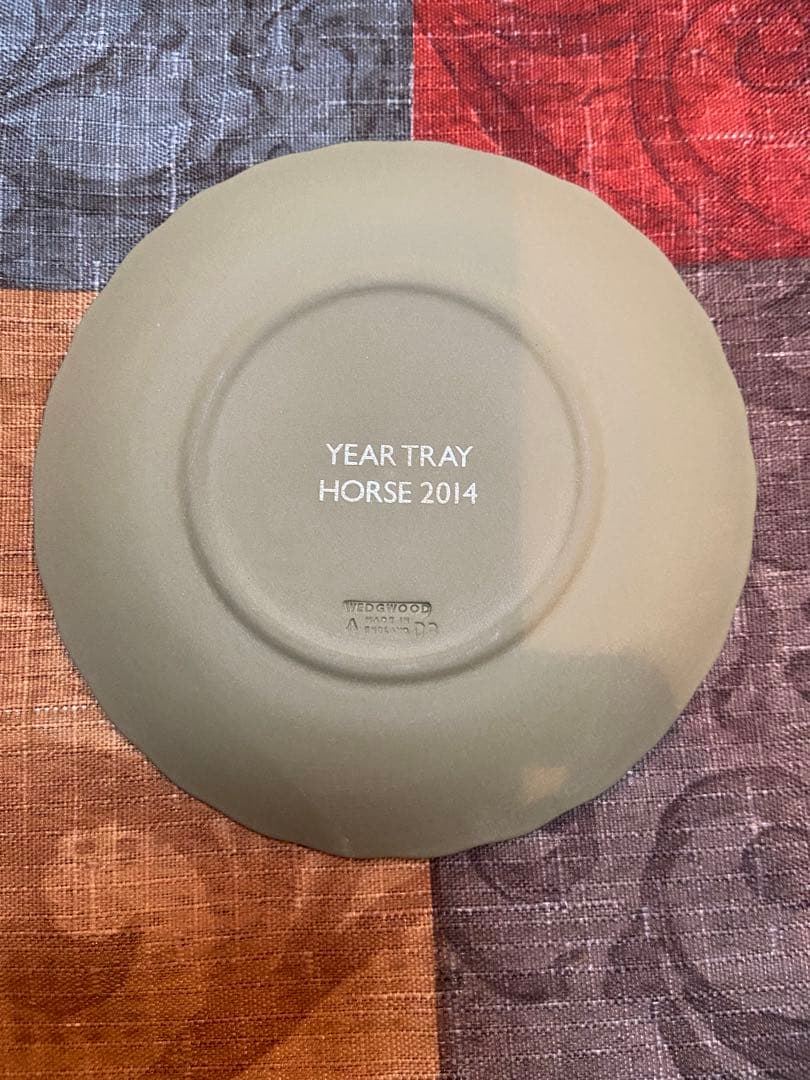 YEAR TRAY
HORSE 2014
WEDGWOOD
MADE IN
A ENGLAND